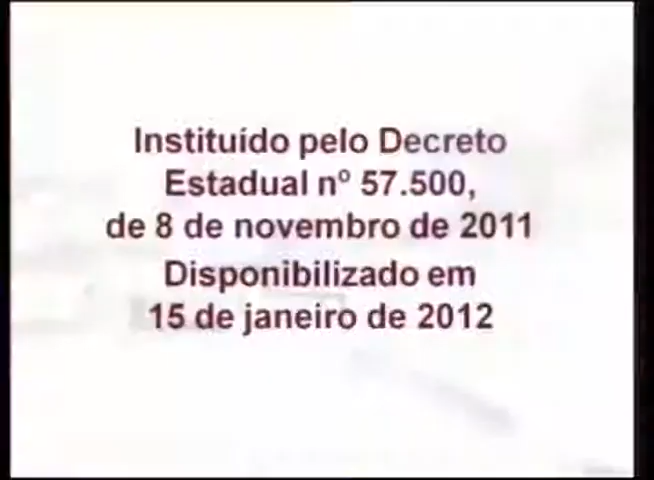 Instituído pelo Decreto
Estadual nº 57.500,
de 8 de novembro de 2011
Disponibilizado em
15 de janeiro de 2012